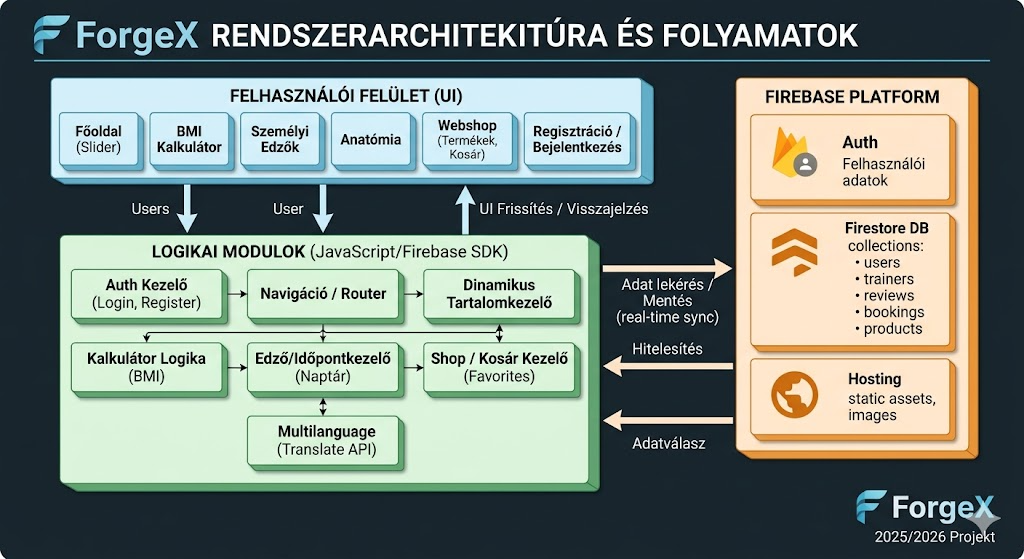 ForgeX RENDSZERARCHITEKITÚRA ÉS FOLYAMATOK
FELHASZNÁLÓI FELÜLET (UI)
Főoldal
(Slider)
BMI
Kalkulátor
Személyi
Edzők
Anatómia
Webshop
(Termékek,
Kosár)
Regisztráció /
Bejelentkezés
Users
User
UI Frissítés / Visszajelzés
LOGIKAI MODULOK (JavaScript/Firebase SDK)
Auth Kezelő
(Login, Register)
Navigáció / Router
Dinamikus
Tartalomkezelő
Kalkulátor Logika
(BMI)
Edző/Időpontkezelő
(Naptár)
Shop / Kosár Kezelő
(Favorites)
Multilanguage
(Translate API)
Adat lekérés /
Mentés
(real-time sync)
Hitelesítés
Adatválasz
FIREBASE PLATFORM
Auth
Felhasználói
adatok
Firestore DB
collections:
• users
• trainers
• reviews
• bookings
• products
Hosting
static assets,
images
ForgeX
2025/2026 Projekt